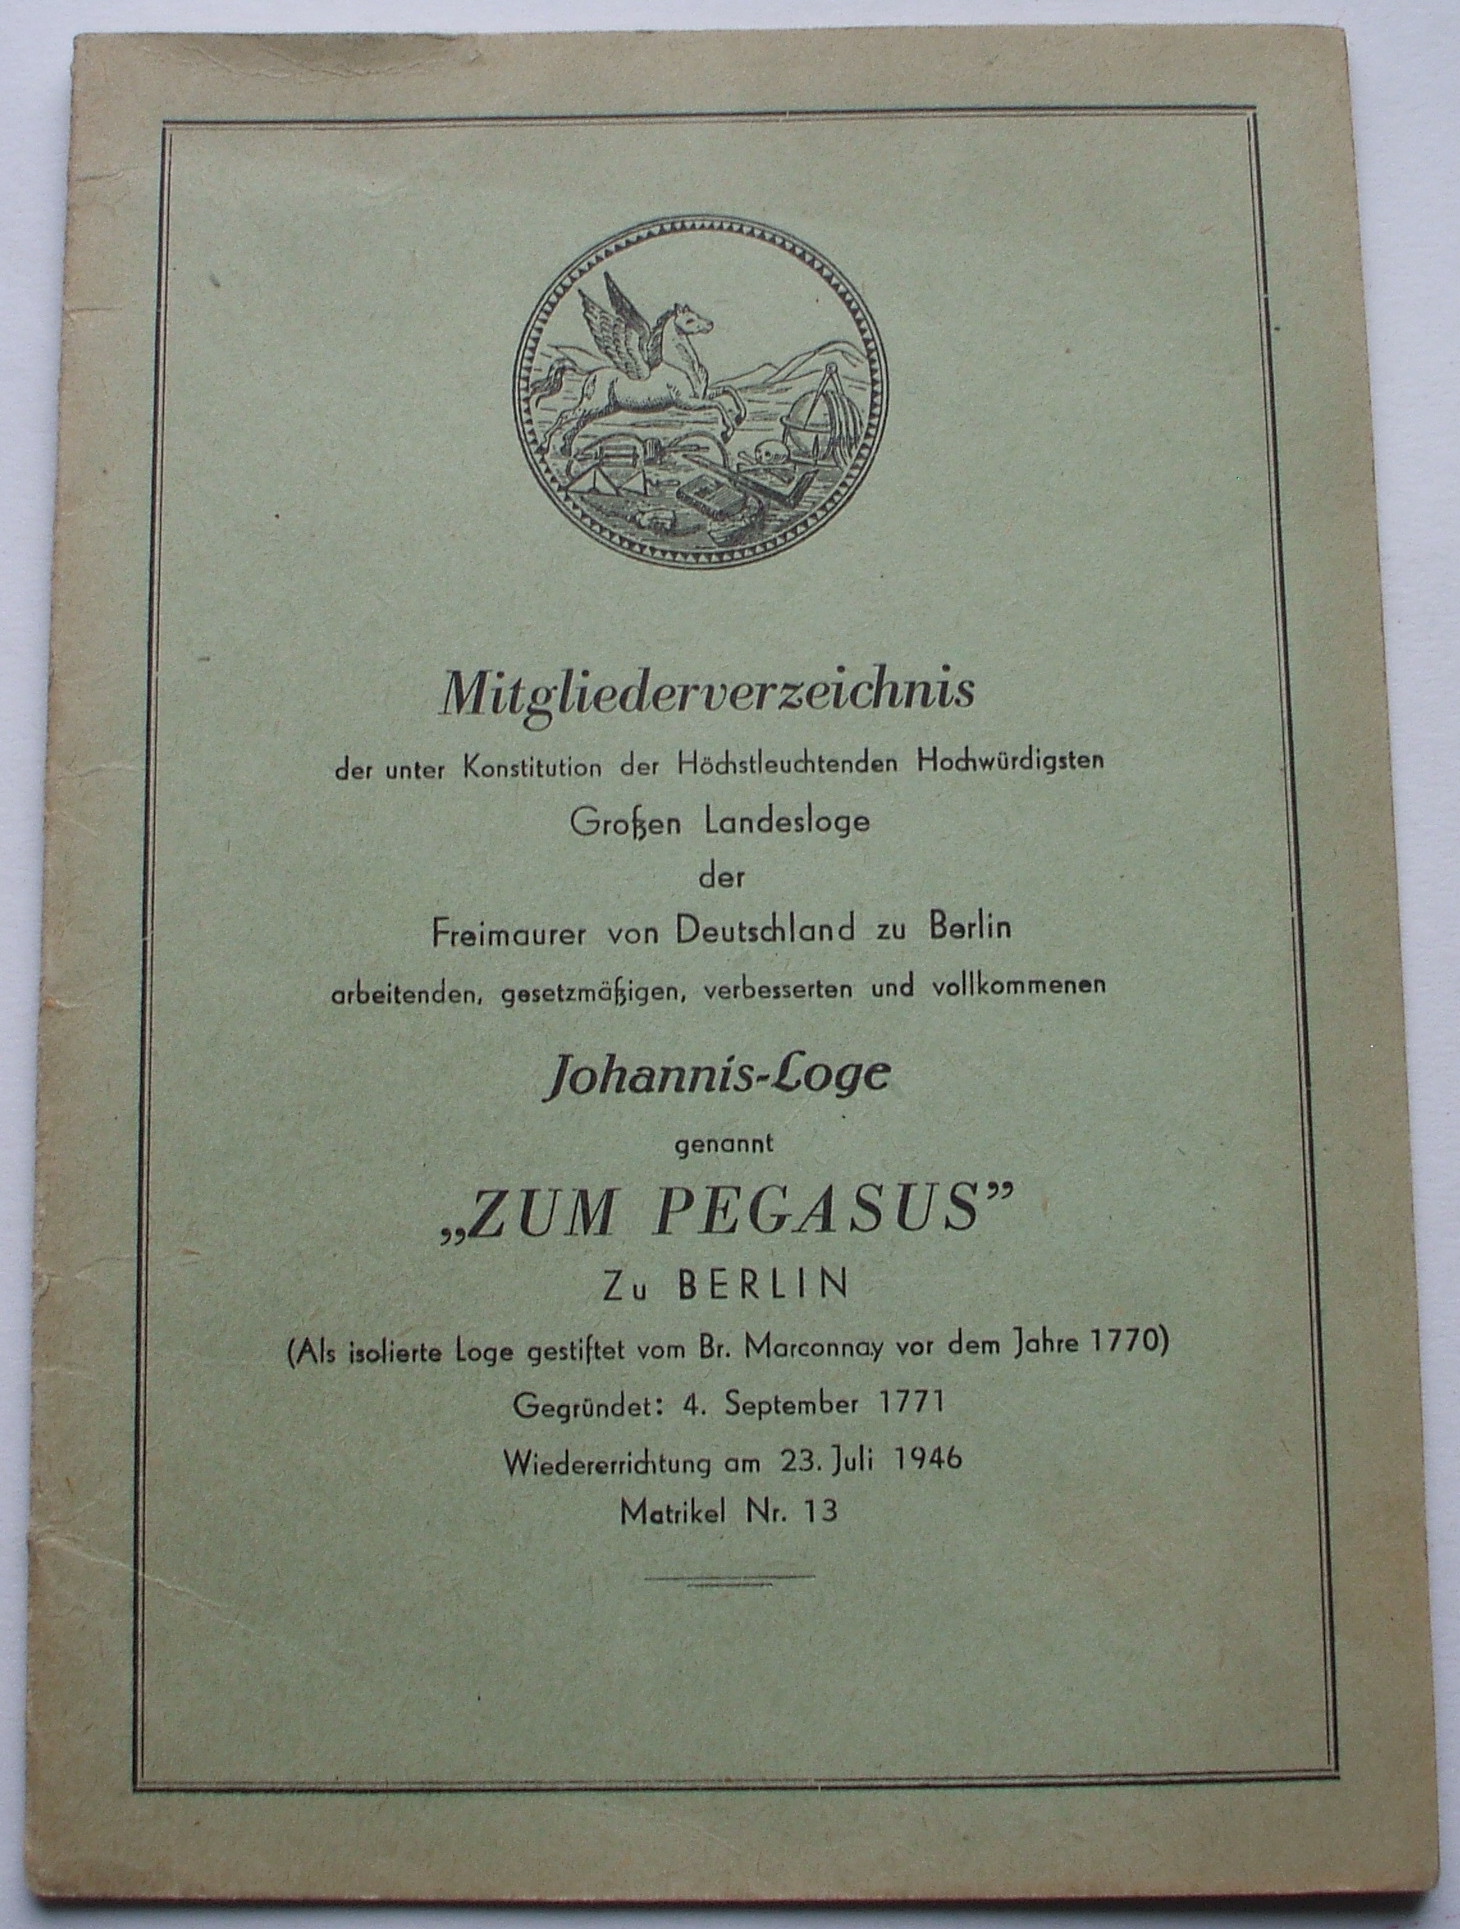 Mitgliederverzeichnis
der unter Konstitution der Höchstleuchtenden Hochwürdigsten
Großen Landesloge
der
Freimaurer von Deutschland zu Berlin
arbeitenden, gesetzmäßigen, verbesserten und vollkommenen
Johannis-Loge
genannt
„ZUM PEGASUS”
Zu BERLIN
(Als isolierte Loge gestiftet vom Br. Marconnay vor dem Jahre 1770)
Gegründet: 4. September 1771
Wiedererrichtung am 23. Juli 1946
Matrikel Nr. 13